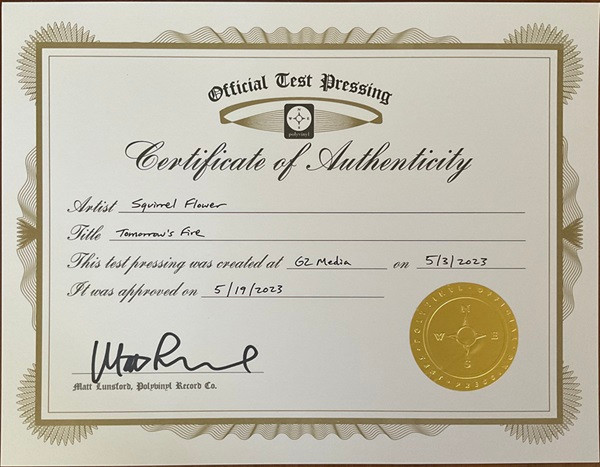 Official Test Pressing
polyvinyl
Certificate of Authenticity
Artist Squirrel Flower
Title Tomorrow's Fire
This test pressing was created at G2 Media on 5/3/2023
It was approved on 5/19/2023
Matt Lunsford, Polyvinyl Record Co.
N
W E
S